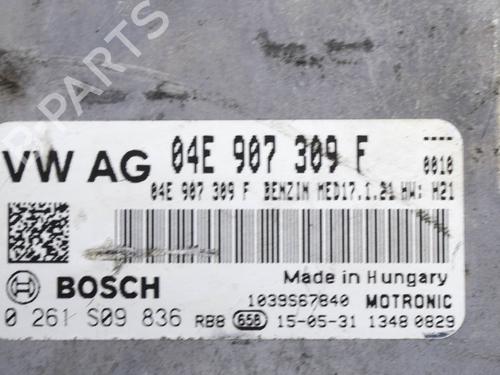 VW AG 04E 907 309 F
0010
04E 907 309 F BENZIN MED17.1.21 HW: H21
BOSCH
Made in Hungary
1039S67840 MOTRONIC
0 261 S09 836 RB8 658 15-05-31 1348 0829
B-PARTS